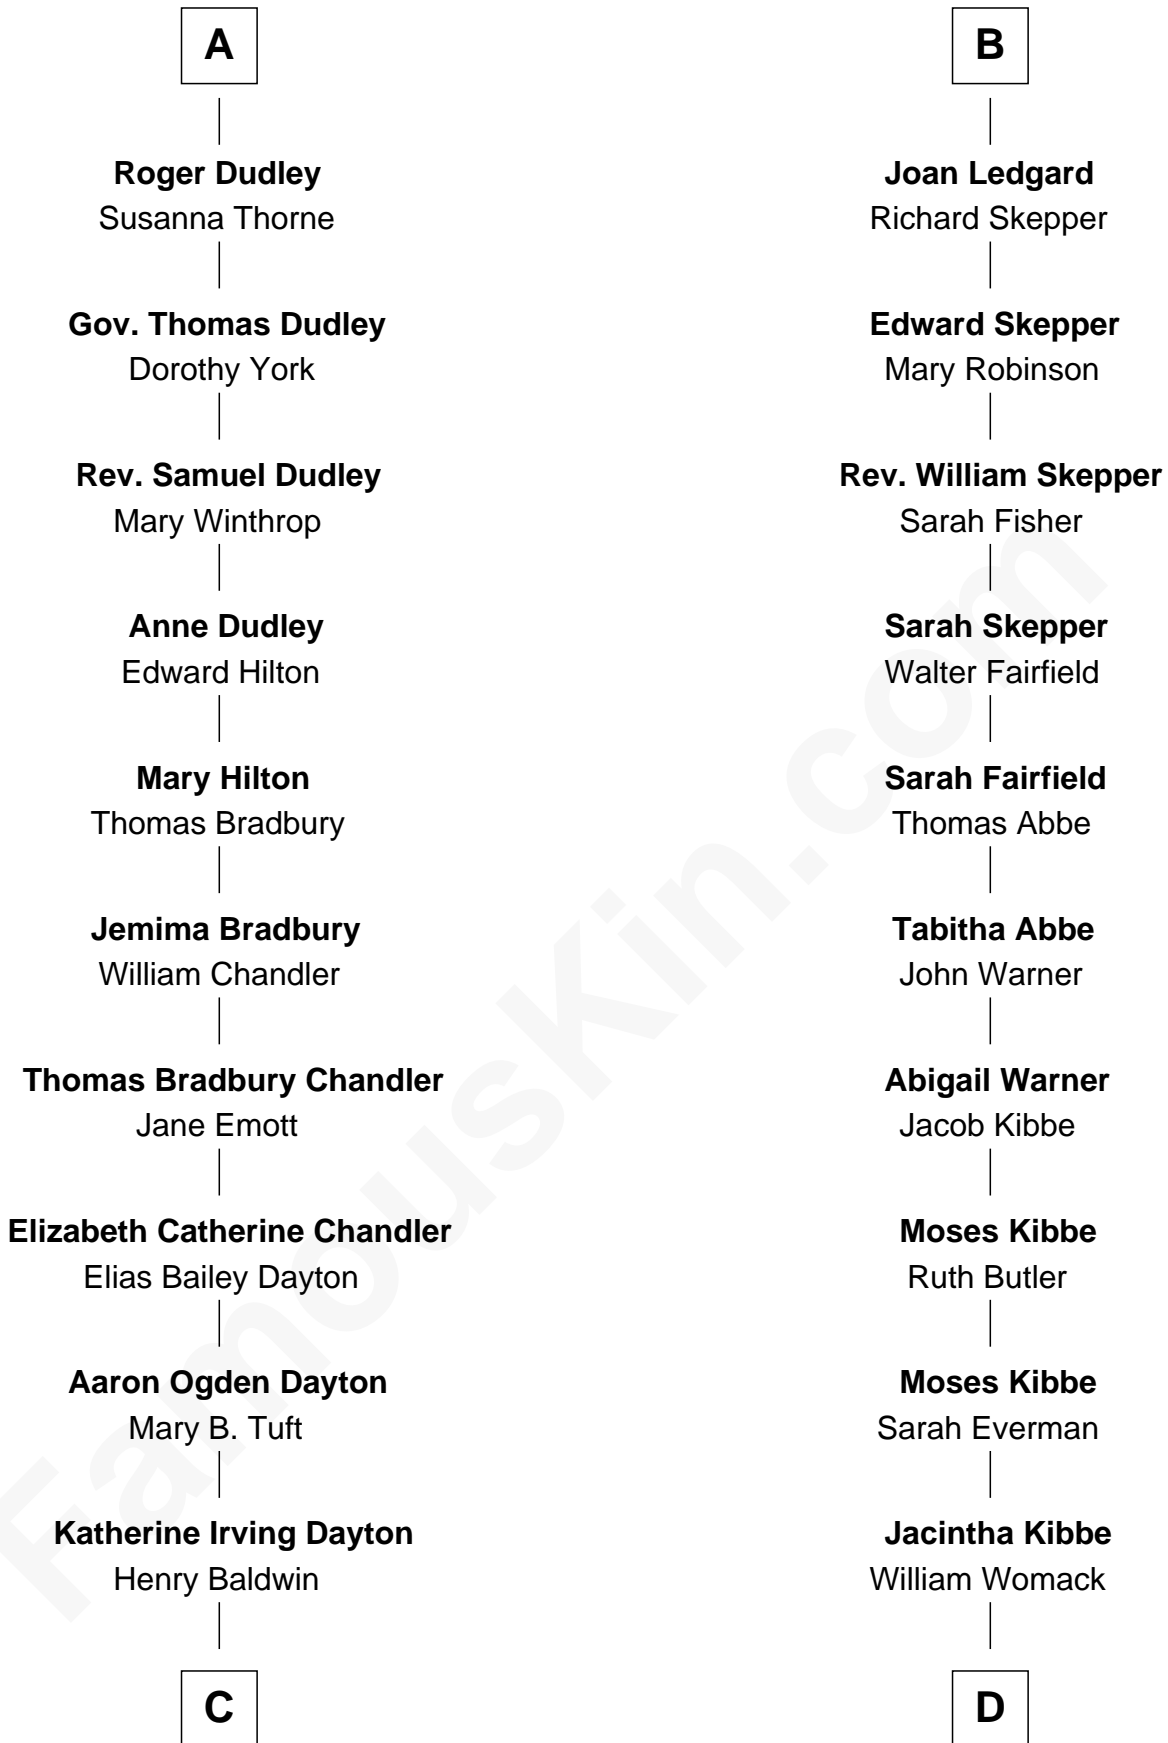 A
Roger Dudley
Susanna Thorne
Gov. Thomas Dudley
Dorothy York
Rev. Samuel Dudley
Mary Winthrop
Anne Dudley
Edward Hilton
Mary Hilton
Thomas Bradbury
Jemima Bradbury
William Chandler
Thomas Bradbury Chandler
Jane Emott
Elizabeth Catherine Chandler
Elias Bailey Dayton
Aaron Ogden Dayton
Mary B. Tuft
Katherine Irving Dayton
Henry Baldwin
C
B
Joan Ledgard
Richard Skepper
Edward Skepper
Mary Robinson
Rev. William Skepper
Sarah Fisher
Sarah Skepper
Walter Fairfield
Sarah Fairfield
Thomas Abbe
Tabitha Abbe
John Warner
Abigail Warner
Jacob Kibbe
Moses Kibbe
Ruth Butler
Moses Kibbe
Sarah Everman
Jacintha Kibbe
William Womack
D
FamousKin.com